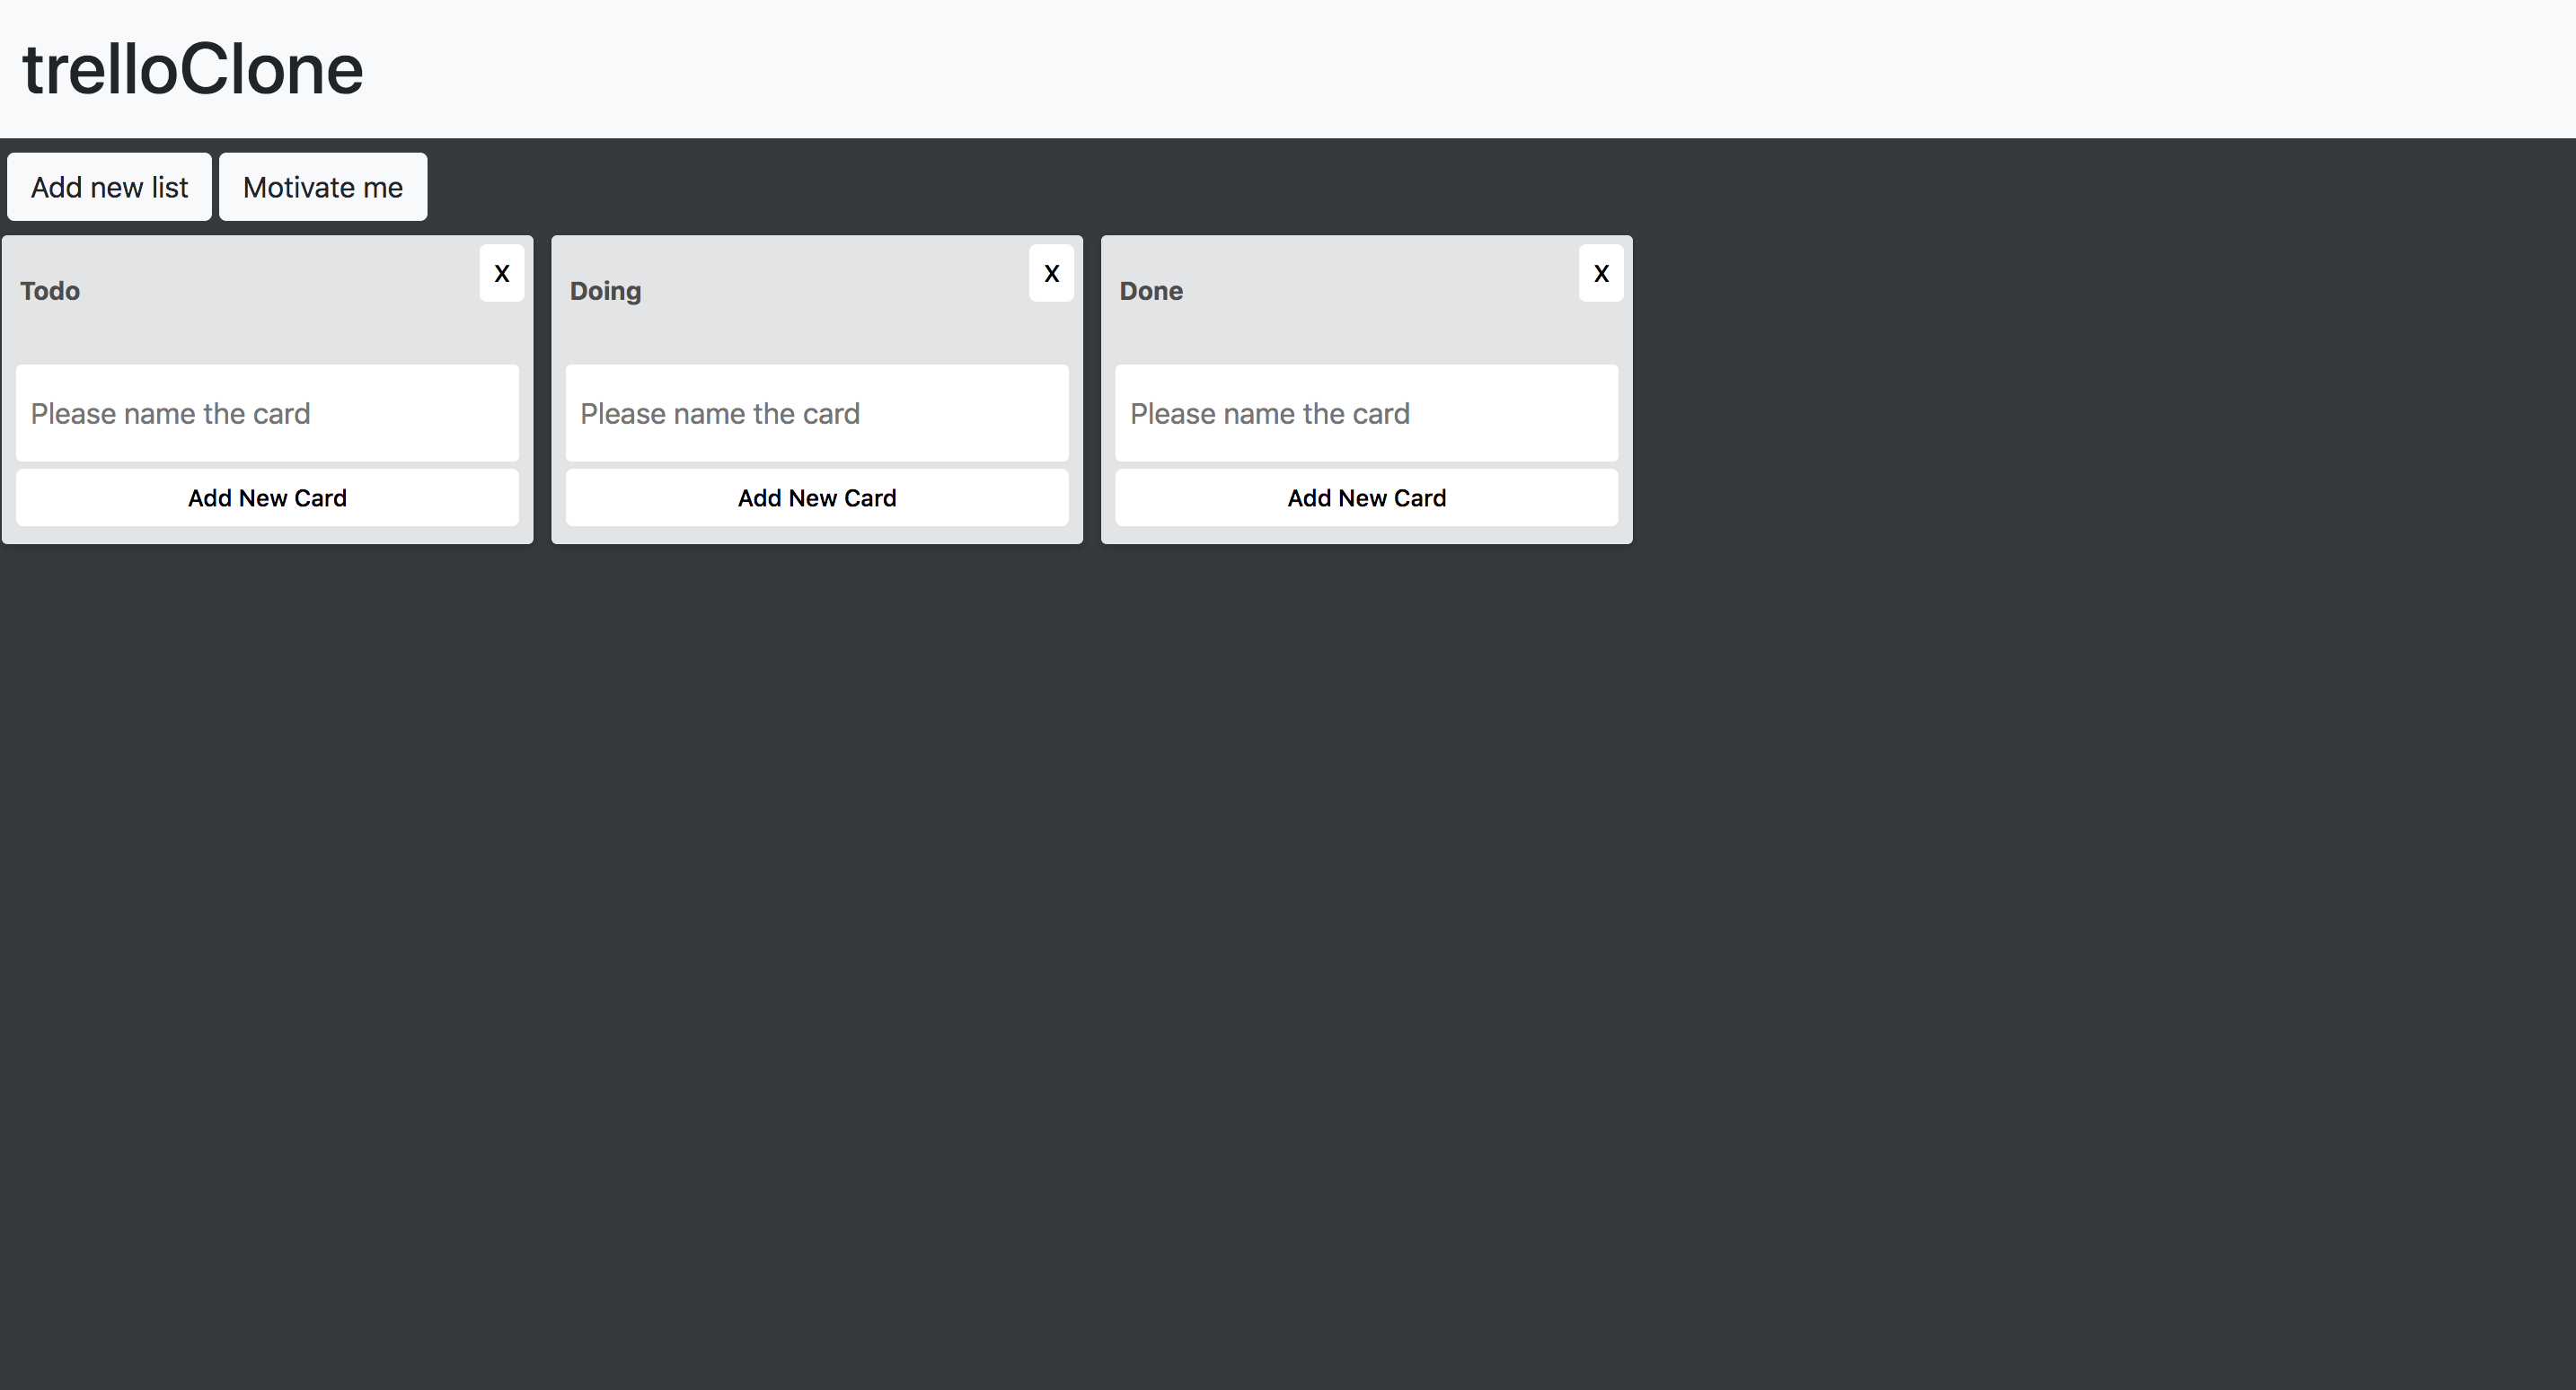 trelloClone
Add new list Motivate me
Todo X Doing X Done X
Please name the card Please name the card Please name the card
Add New Card Add New Card Add New Card